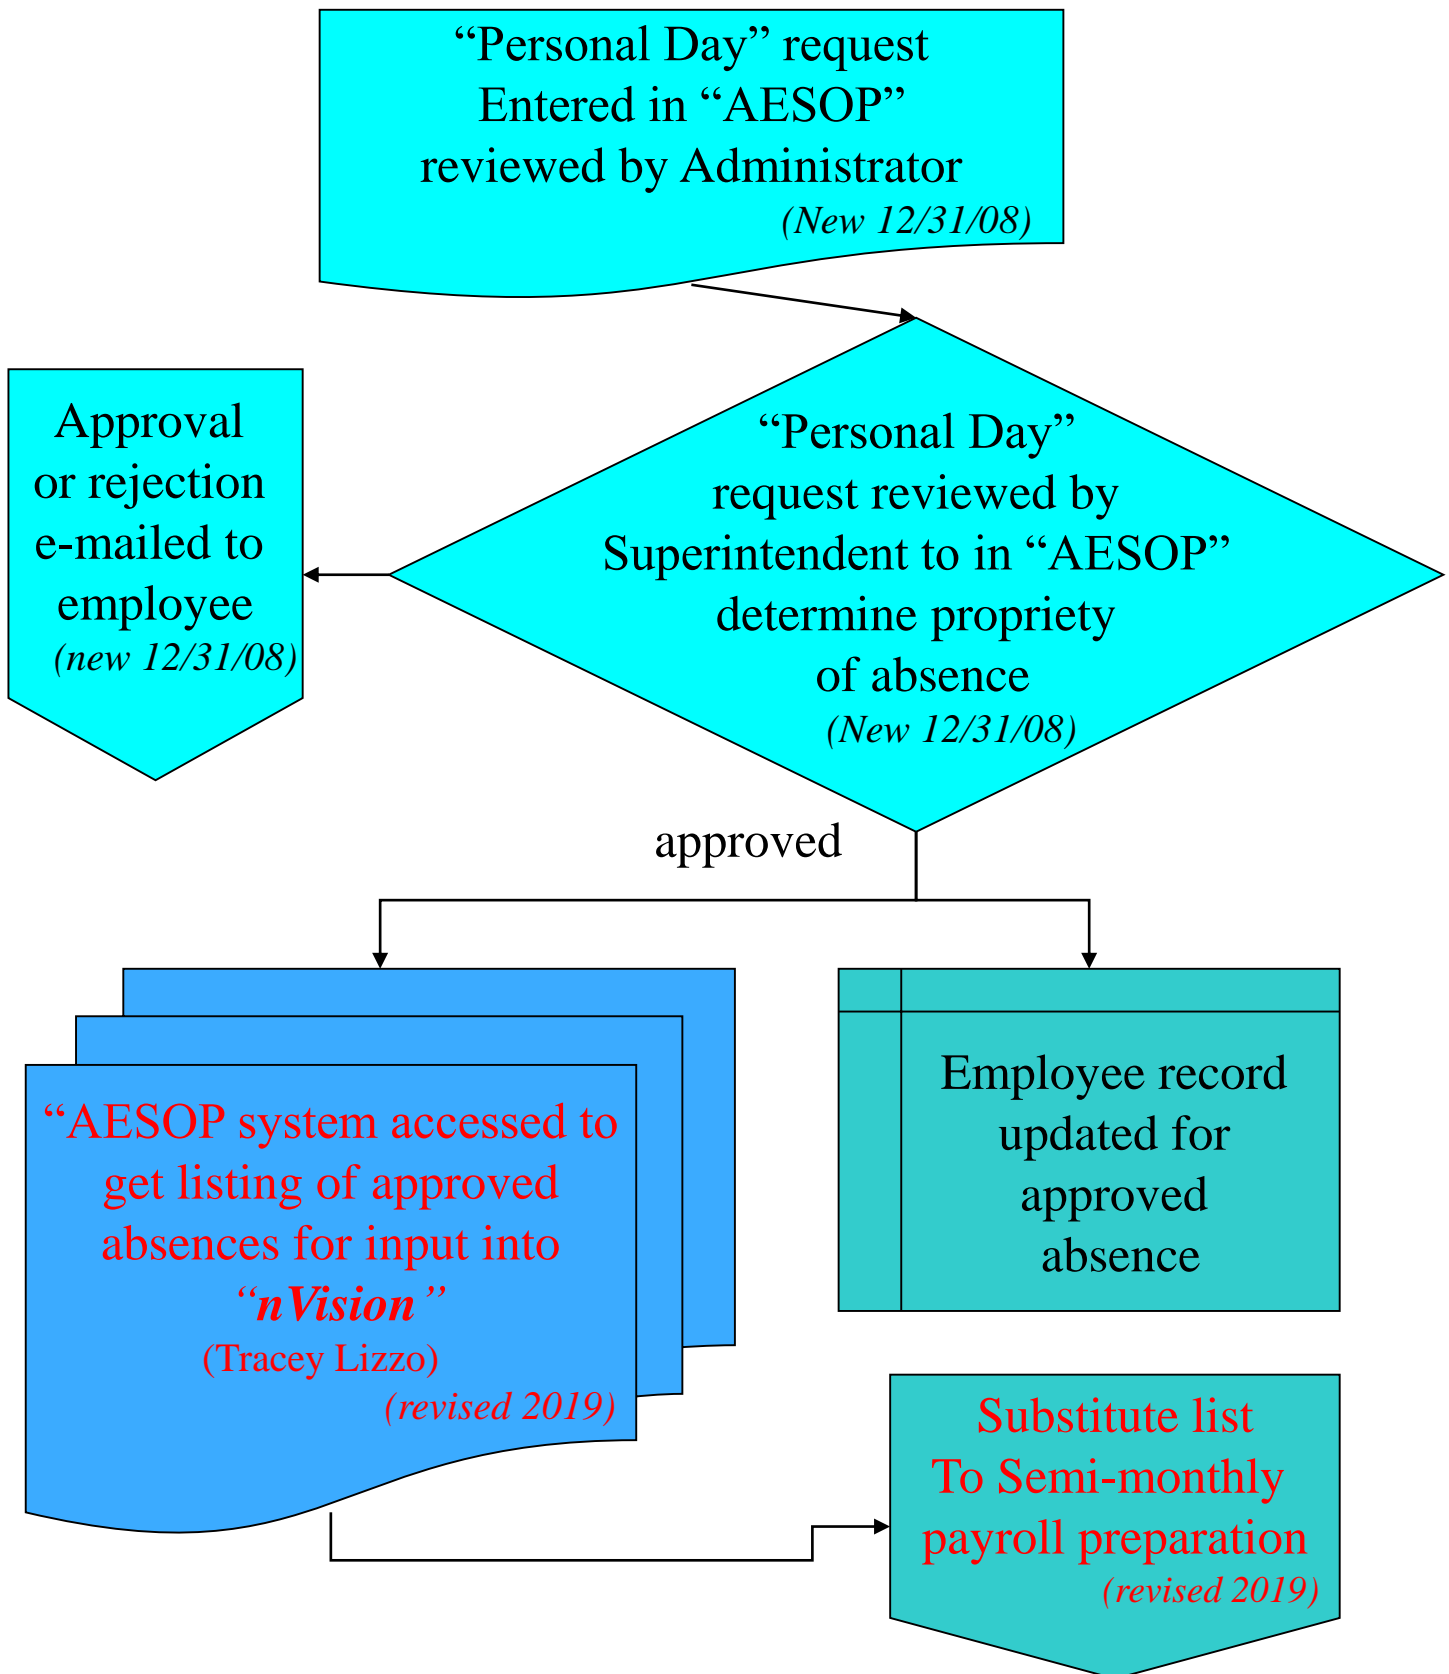 “Personal Day” request
Entered in “AESOP”
reviewed by Administrator
(New 12/31/08)
Approval
or rejection
e-mailed to
employee
(new 12/31/08)
“Personal Day”
request reviewed by
Superintendent to in “AESOP”
determine propriety
of absence
(New 12/31/08)
approved
“AESOP system accessed to
get listing of approved
absences for input into
“nVision”
(Tracey Lizzo)
(revised 2019)
Employee record
updated for
approved
absence
Substitute list
To Semi-monthly
payroll preparation
(revised 2019)